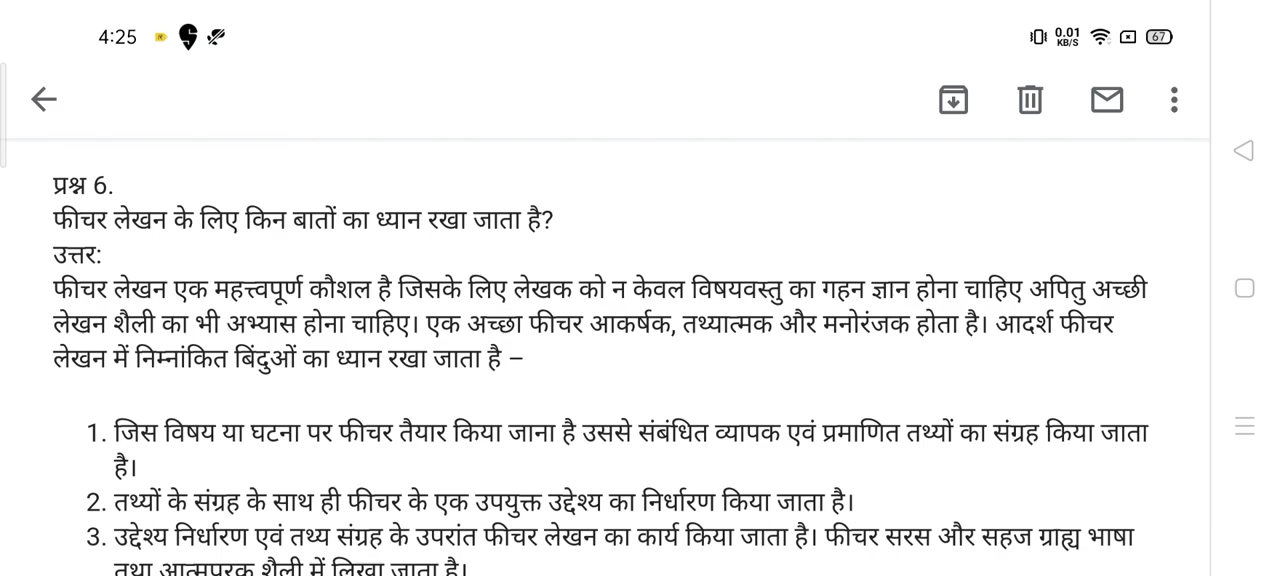 4:25
0.01
KB/S
67
प्रश्न 6.
फीचर लेखन के लिए किन बातों का ध्यान रखा जाता है?
उत्तर:
फीचर लेखन एक महत्त्वपूर्ण कौशल है जिसके लिए लेखक को न केवल विषयवस्तु का गहन ज्ञान होना चाहिए अपितु अच्छी
लेखन शैली का भी अभ्यास होना चाहिए। एक अच्छा फीचर आकर्षक, तथ्यात्मक और मनोरंजक होता है। आदर्श फीचर
लेखन में निम्नांकित बिंदुओं का ध्यान रखा जाता है –
1. जिस विषय या घटना पर फीचर तैयार किया जाना है उससे संबंधित व्यापक एवं प्रमाणित तथ्यों का संग्रह किया जाता
है।
2. तथ्यों के संग्रह के साथ ही फीचर के एक उपयुक्त उद्देश्य का निर्धारण किया जाता है।
3. उद्देश्य निर्धारण एवं तथ्य संग्रह के उपरांत फीचर लेखन का कार्य किया जाता है। फीचर सरस और सहज ग्राह्य भाषा
तथा आत्मपरक शैली में लिखा जाता है।